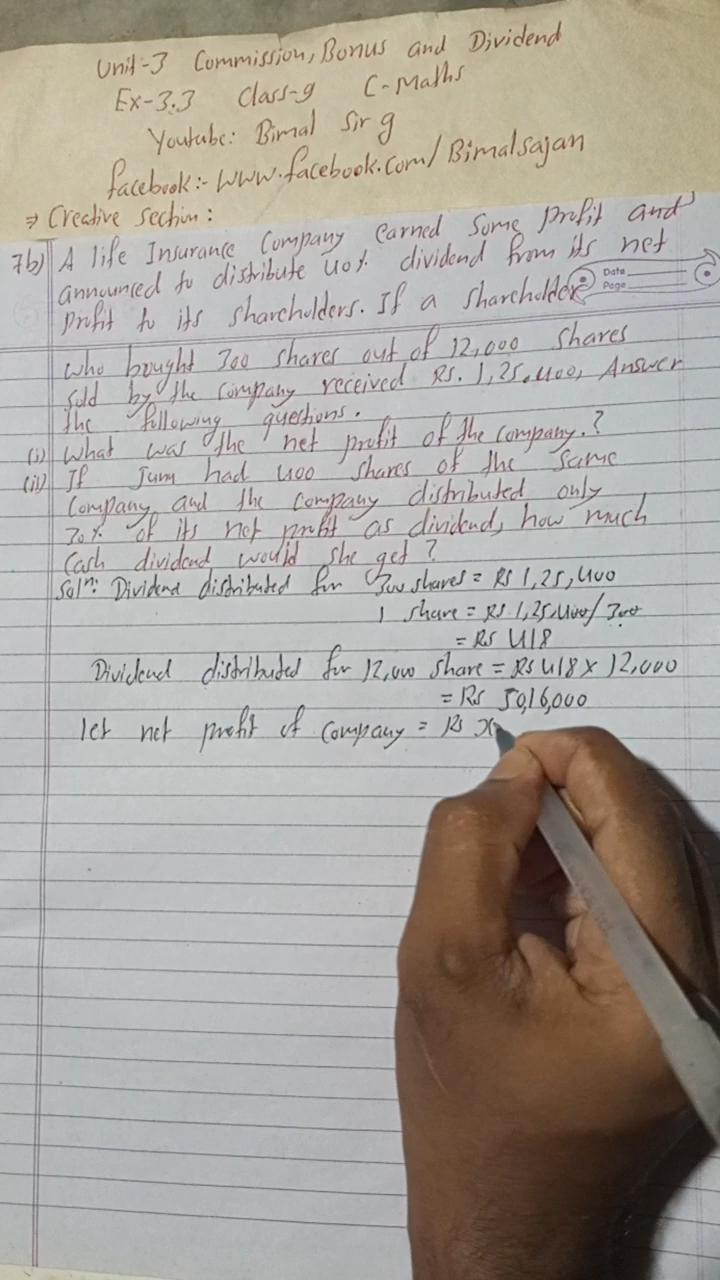 Unit-3 Commission, Bonus and Dividend
Ex-3.3 Class-9 C-Maths
Youtube: Bimal Sir g
facebook:- www.facebook.com/Bimalsajan
⇒ Creative section:
7b) A life Insurance Company earned some profit and
announced to distribute 40% dividend from its net
Date
Page
profit to its shareholders. If a shareholder
who bought 300 shares out of 12,000 shares
sold by the company received Rs. 1,25,400, Answer
the following questions.
(i) What was the net profit of the company.?
(ii) If had 400 shares of the same
Company and the company distributed only
30% of its net profit as dividend, how much
Cash dividend would she get?
Solⁿ: Dividend distributed for 300 shares = Rs 1,25,400
1 share = Rs 1,25,400/300
= Rs 418
Dividend distributed for 12,000 share = Rs 418 × 12,000
= Rs 50,16,000
let net profit of company = Rs x